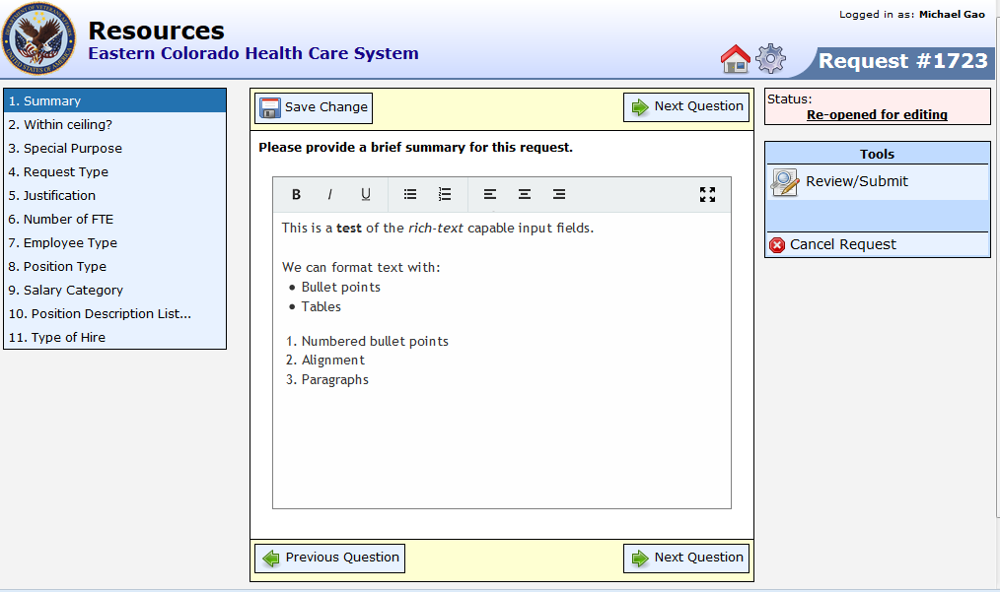 Logged in as: Michael Gao
Resources
Eastern Colorado Health Care System
Request #1723
1. Summary
2. Within ceiling?
3. Special Purpose
4. Request Type
5. Justification
6. Number of FTE
7. Employee Type
8. Position Type
9. Salary Category
10. Position Description List...
11. Type of Hire
Save Change
Next Question
Please provide a brief summary for this request.
B I U
This is a test of the rich-text capable input fields.
We can format text with:
• Bullet points
• Tables
1. Numbered bullet points
2. Alignment
3. Paragraphs
Previous Question
Next Question
Status:
Re-opened for editing
Tools
Review/Submit
Cancel Request